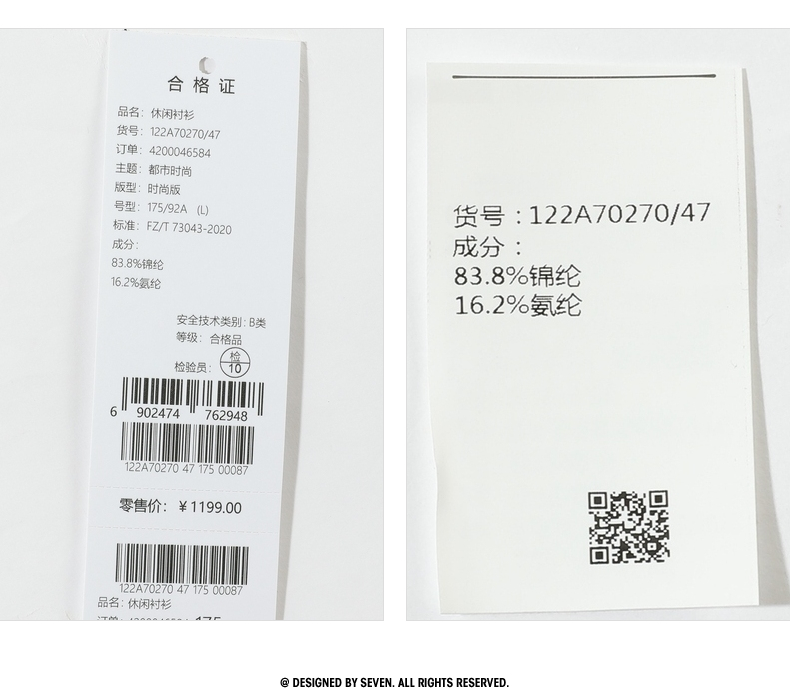 合格证
品名：休闲衬衫
货号：122A70270/47
订单：4200046584
主题：都市时尚
版型：时尚版
号型：175/92A (L)
标准：FZ/T 73043-2020
成分：
83.8%锦纶
16.2%氨纶
安全技术类别：B类
等级：合格品
检验员：检 10
6 902474 762948
122A70270 47 175 00087
零售价：￥1199.00
122A70270 47 175 00087
品名：休闲衬衫
货号：122A70270/47
成分：
83.8%锦纶
16.2%氨纶
@ DESIGNED BY SEVEN. ALL RIGHTS RESERVED.